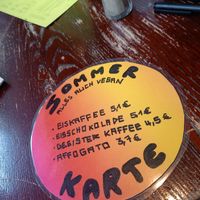 SOMMER
ALLES AUCH VEGAN
· EISKAFFEE 5,1€
· EISSCHOKOLADE 5,1€
· GEEISTER KAFFEE 4,5€
· AFFOGATO 3,7€
KARTE